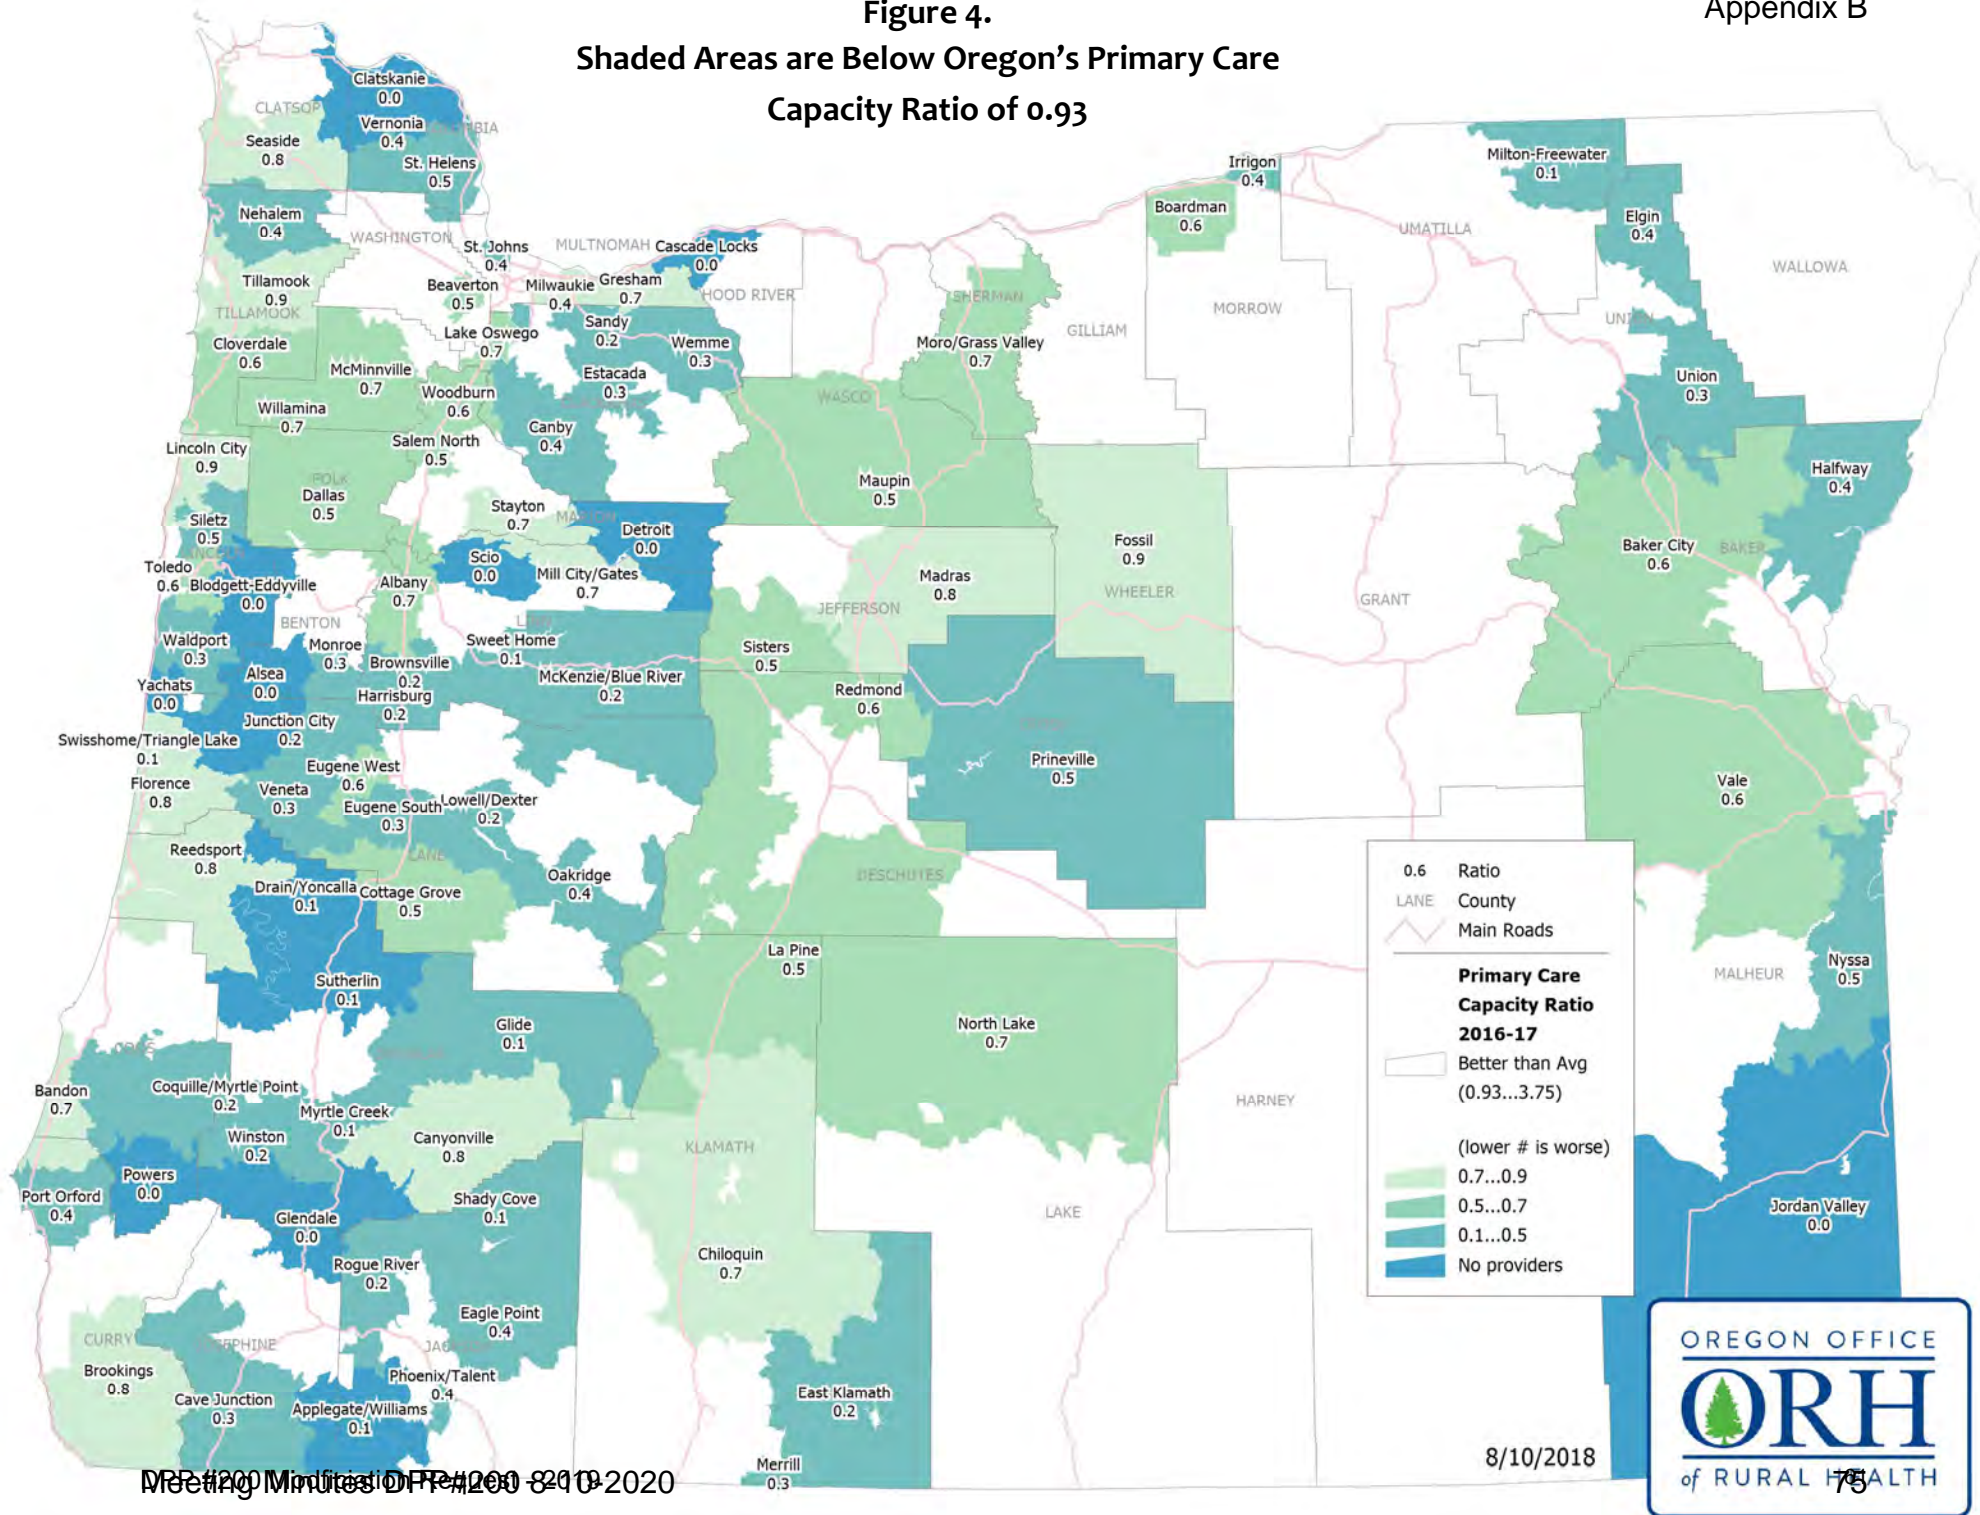 Appendix B
Figure 4.
Shaded Areas are Below Oregon's Primary Care
Capacity Ratio of 0.93
Clatskanie
0.0
CLATSOP
Vernonia
0.4
Seaside
0.8
St. Helens
0.5
Nehalem
0.4
WASHINGTON
St. Johns
0.4
MULTNOMAH
Cascade Locks
0.0
Tillamook
0.9
TILLAMOOK
Beaverton
0.5
Milwaukie
0.4
Gresham
0.7
HOOD RIVER
Irrigon
0.4
Boardman
0.6
Milton-Freewater
0.1
UMATILLA
Elgin
0.4
WALLOWA
SHERMAN
GILLIAM
MORROW
Cloverdale
0.6
Lake Oswego
0.7
Sandy
0.2
Wemme
0.3
Moro/Grass Valley
0.7
McMinnville
0.7
Estacada
0.3
Union
0.3
Woodburn
0.6
WASCO
Willamina
0.7
Canby
0.4
Lincoln City
0.9
Salem North
0.5
POLK
Dallas
0.5
Maupin
0.5
Halfway
0.4
Stayton
0.7
MARION
Siletz
0.5
Detroit
0.0
Scio
0.0
Fossil
0.9
WHEELER
Baker City
0.6
BAKER
Toledo
0.6
Blodgett-Eddyville
0.0
Albany
0.7
Mill City/Gates
0.7
Madras
0.8
JEFFERSON
GRANT
BENTON
Waldport
0.3
Monroe
0.3
Sweet Home
0.1
Sisters
0.5
Brownsville
0.2
Alsea
0.0
Yachats
0.0
Harrisburg
0.2
McKenzie/Blue River
0.2
Redmond
0.6
Junction City
0.2
Swisshome/Triangle Lake
0.1
Prineville
0.5
Eugene West
0.6
Florence
0.8
Veneta
0.3
Eugene South
0.3
Lowell/Dexter
0.2
Vale
0.6
Reedsport
0.8
LANE
Oakridge
0.4
DESCHUTES
Drain/Yoncalla
0.1
Cottage Grove
0.5
La Pine
0.5
Sutherlin
0.1
MALHEUR
Nyssa
0.5
Glide
0.1
North Lake
0.7
Bandon
0.7
Coquille/Myrtle Point
0.2
Myrtle Creek
0.1
HARNEY
Winston
0.2
Canyonville
0.8
KLAMATH
Powers
0.0
Port Orford
0.4
Shady Cove
0.1
LAKE
Jordan Valley
0.0
Glendale
0.0
Rogue River
0.2
Chiloquin
0.7
Eagle Point
0.4
CURRY
JOSEPHINE
Brookings
0.8
Phoenix/Talent
0.4
Cave Junction
0.3
Applegate/Williams
0.1
East Klamath
0.2
Merrill
0.3
0.6 Ratio
LANE County
Main Roads
Primary Care
Capacity Ratio
2016-17
Better than Avg
(0.93...3.75)
(lower # is worse)
0.7...0.9
0.5...0.7
0.1...0.5
No providers
8/10/2018
OREGON OFFICE
ORH
of RURAL HEALTH
Meeting Minutes DPP #200 8-10-2020
75